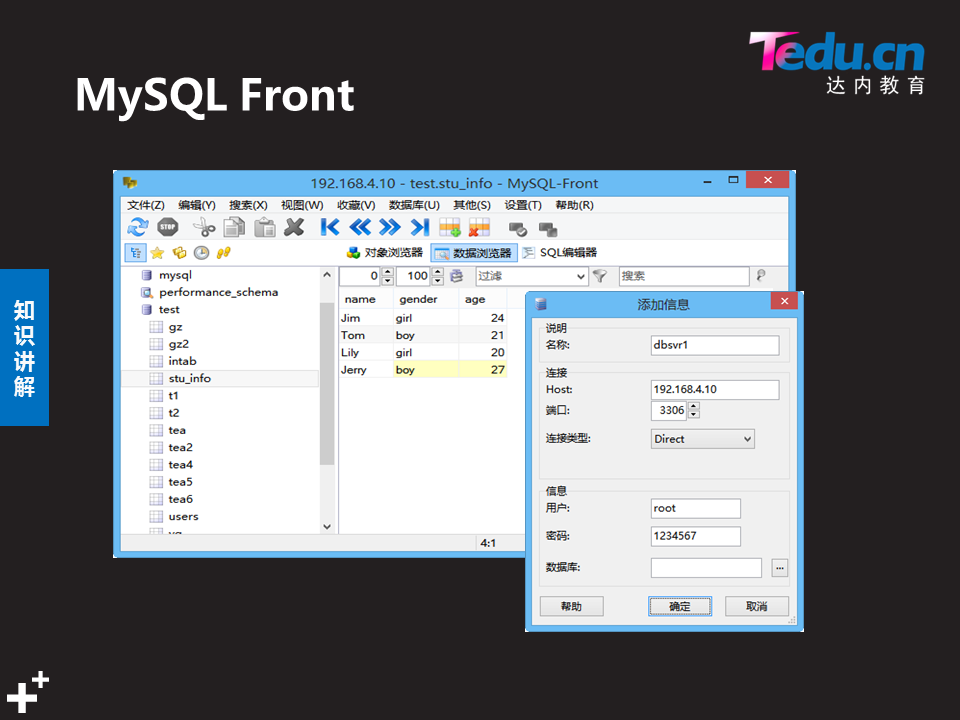 Tedu.cn
达内教育
MySQL Front
知识讲解
192.168.4.10 - test.stu_info - MySQL-Front
文件(Z) 编辑(Y) 搜索(X) 视图(W) 收藏(V) 数据库(U) 其他(S) 设置(T) 帮助(R)
STOP
对象浏览器 数据浏览器 SQL编辑器
0 100 过滤 搜索
mysql
performance_schema
test
gz
gz2
intab
stu_info
t1
t2
tea
tea2
tea4
tea5
tea6
users
name gender age
Jim girl 24
Tom boy 21
Lily girl 20
Jerry boy 27
4:1
添加信息
说明
名称: dbsvr1
连接
Host: 192.168.4.10
端口: 3306
连接类型: Direct
信息
用户: root
密码: 1234567
数据库: ...
帮助 确定 取消